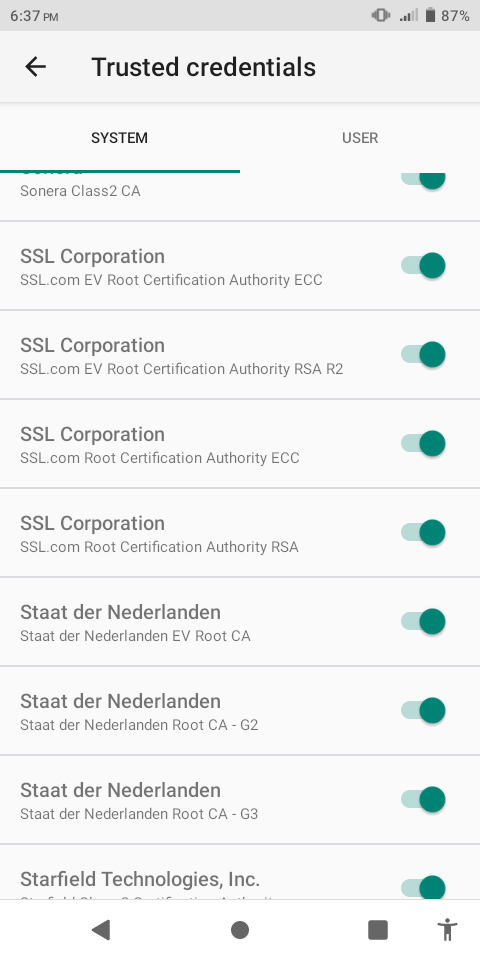 6:37 PM 87%
Trusted credentials
SYSTEM USER
Sonera Class2 CA
SSL Corporation
SSL.com EV Root Certification Authority ECC
SSL Corporation
SSL.com EV Root Certification Authority RSA R2
SSL Corporation
SSL.com Root Certification Authority ECC
SSL Corporation
SSL.com Root Certification Authority RSA
Staat der Nederlanden
Staat der Nederlanden EV Root CA
Staat der Nederlanden
Staat der Nederlanden Root CA - G2
Staat der Nederlanden
Staat der Nederlanden Root CA - G3
Starfield Technologies, Inc.